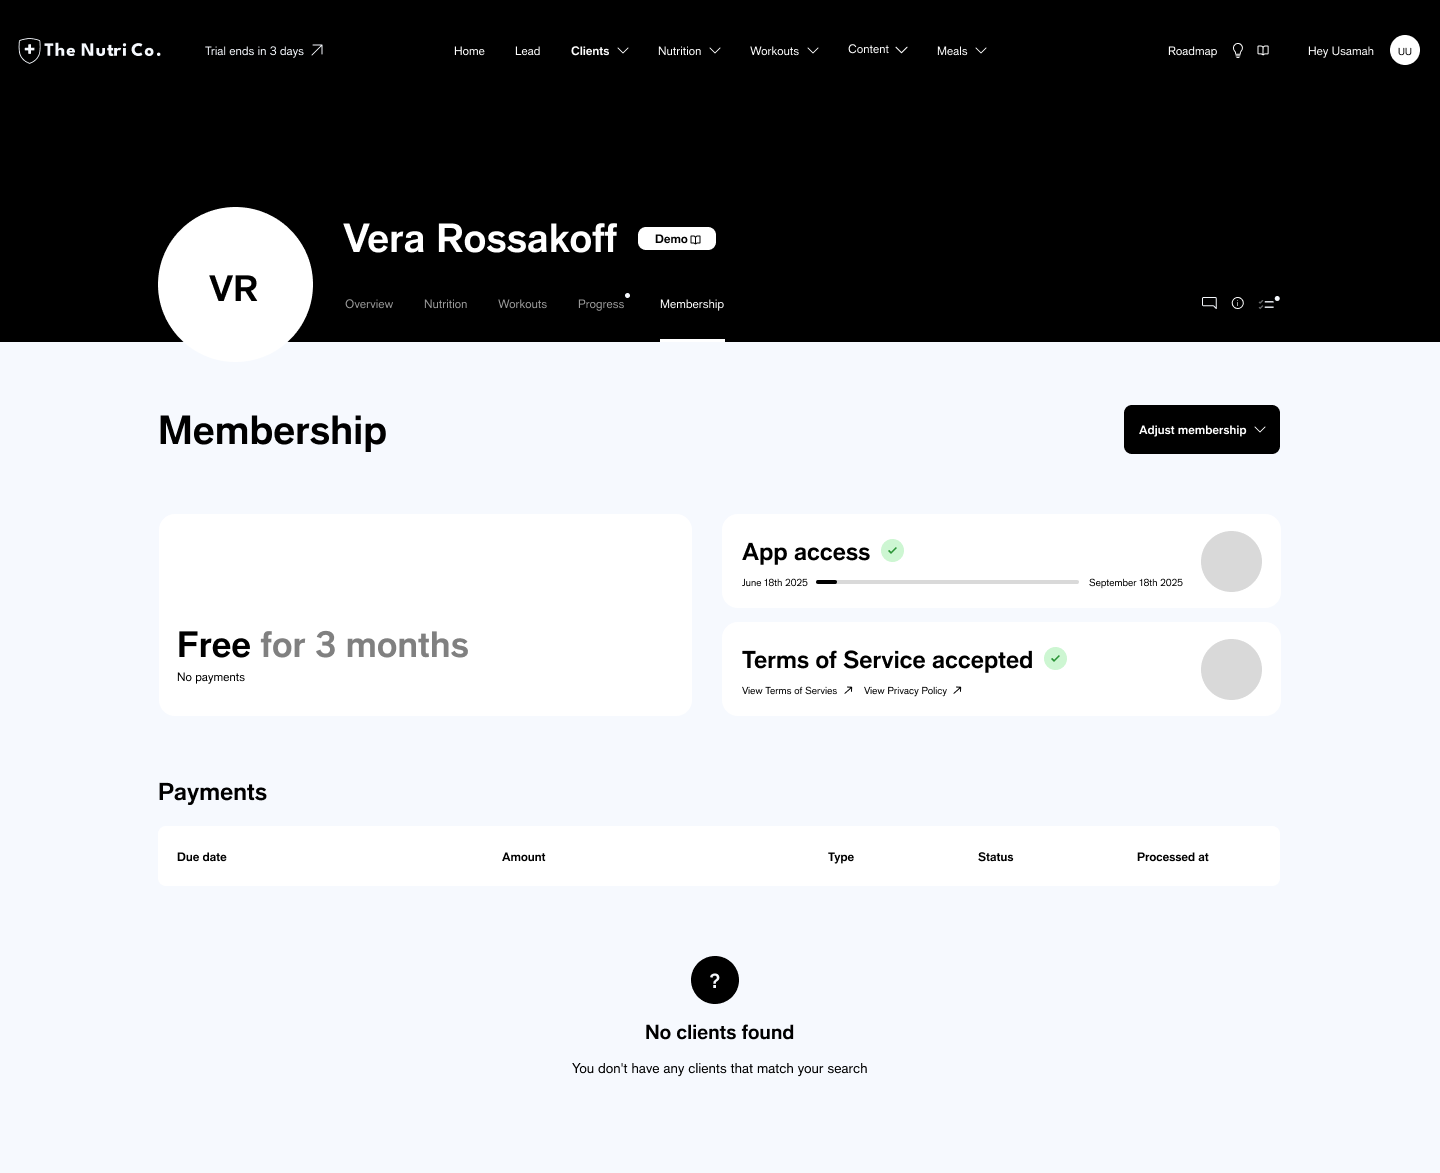 The Nutri Co.
Trial ends in 3 days
Home
Lead
Clients
Nutrition
Workouts
Content
Meals
Roadmap
Hey Usamah
UU
VR
Vera Rossakoff
Demo
Overview
Nutrition
Workouts
Progress
Membership
Membership
Adjust membership
Free for 3 months
No payments
App access
June 18th 2025
September 18th 2025
Terms of Service accepted
View Terms of Servies
View Privacy Policy
Payments
Due date
Amount
Type
Status
Processed at
?
No clients found
You don't have any clients that match your search